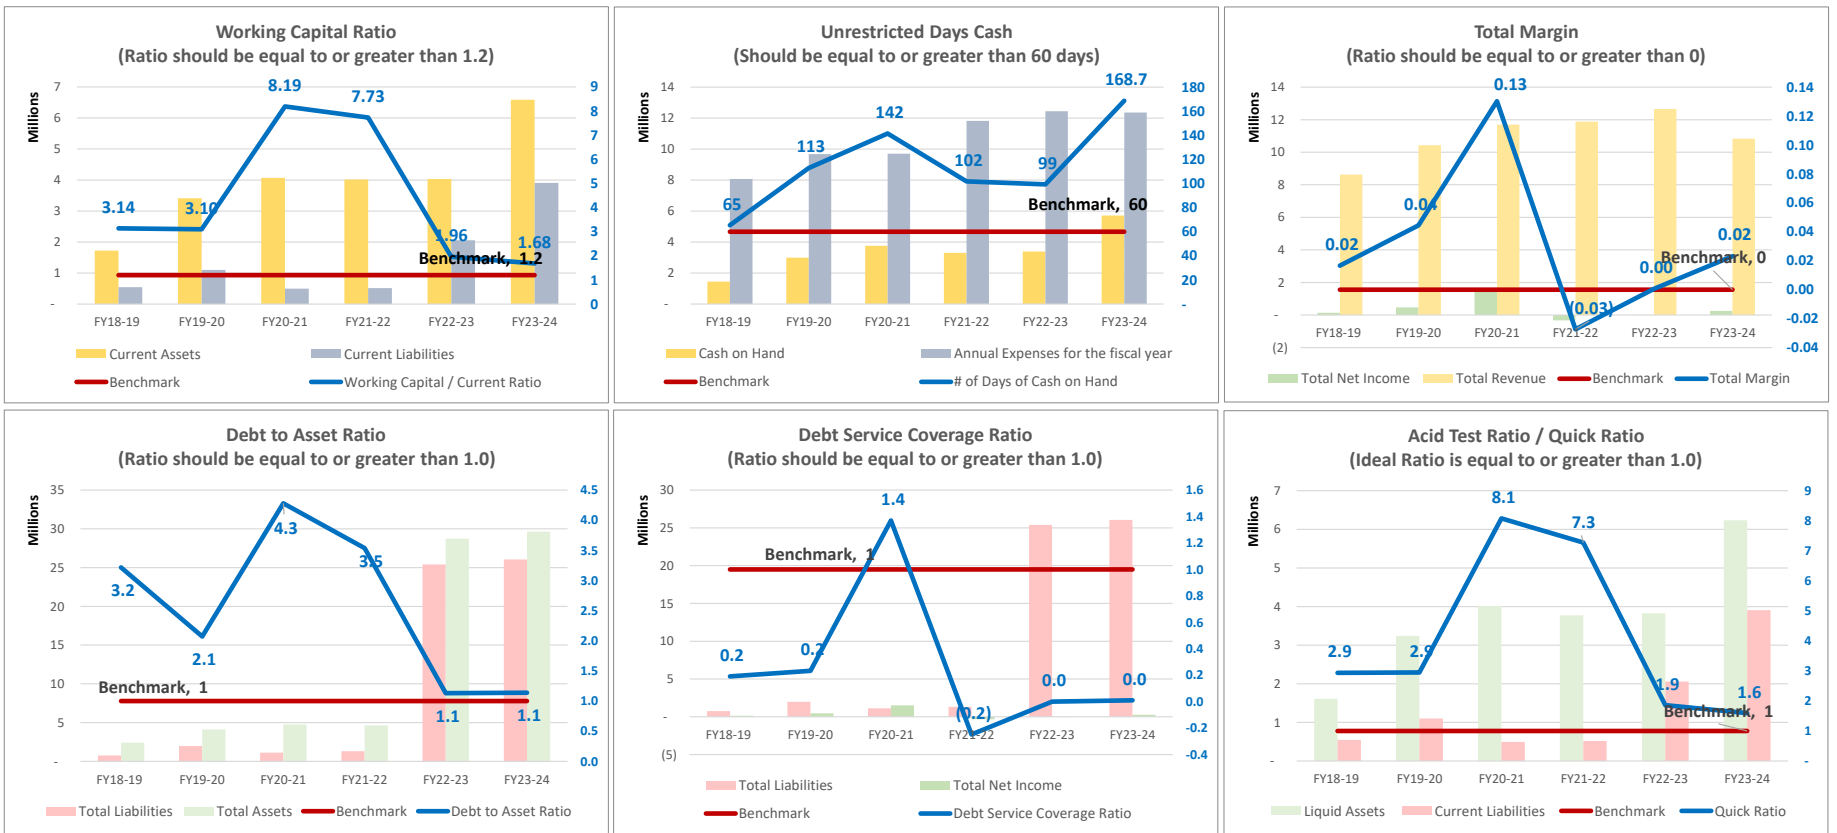 Working Capital Ratio
(Ratio should be equal to or greater than 1.2)
Millions
7
6
5
4
3
2
1
-
9
8
7
6
5
4
3
2
1
0
3.14
3.10
8.19
7.73
1.96
1.68
Benchmark, 1.2
FY18-19
FY19-20
FY20-21
FY21-22
FY22-23
FY23-24
Current Assets
Current Liabilities
Benchmark
Working Capital / Current Ratio
Unrestricted Days Cash
(Should be equal to or greater than 60 days)
Millions
14
12
10
8
6
4
2
-
180
160
140
120
100
80
60
40
20
-
65
113
142
102
99
168.7
Benchmark, 60
FY18-19
FY19-20
FY20-21
FY21-22
FY22-23
FY23-24
Cash on Hand
Annual Expenses for the fiscal year
Benchmark
# of Days of Cash on Hand
Total Margin
(Ratio should be equal to or greater than 0)
Millions
14
12
10
8
6
4
2
-
(2)
0.14
0.12
0.10
0.08
0.06
0.04
0.02
0.00
-0.02
-0.04
0.02
0.04
0.13
(0.03)
0.00
0.02
Benchmark, 0
FY18-19
FY19-20
FY20-21
FY21-22
FY22-23
FY23-24
Total Net Income
Total Revenue
Benchmark
Total Margin
Debt to Asset Ratio
(Ratio should be equal to or greater than 1.0)
Millions
35
30
25
20
15
10
5
-
4.5
4.0
3.5
3.0
2.5
2.0
1.5
1.0
0.5
0.0
3.2
2.1
4.3
3.5
1.1
1.1
Benchmark, 1
FY18-19
FY19-20
FY20-21
FY21-22
FY22-23
FY23-24
Total Liabilities
Total Assets
Benchmark
Debt to Asset Ratio
Debt Service Coverage Ratio
(Ratio should be equal to or greater than 1.0)
Millions
30
25
20
15
10
5
-
(5)
1.6
1.4
1.2
1.0
0.8
0.6
0.4
0.2
0.0
-0.2
-0.4
0.2
0.2
1.4
(0.2)
0.0
0.0
Benchmark, 1
FY18-19
FY19-20
FY20-21
FY21-22
FY22-23
FY23-24
Total Liabilities
Total Net Income
Benchmark
Debt Service Coverage Ratio
Acid Test Ratio / Quick Ratio
(Ideal Ratio is equal to or greater than 1.0)
Millions
7
6
5
4
3
2
1
-
9
8
7
6
5
4
3
2
1
-
2.9
2.9
8.1
7.3
1.9
1.6
Benchmark, 1
FY18-19
FY19-20
FY20-21
FY21-22
FY22-23
FY23-24
Liquid Assets
Current Liabilities
Benchmark
Quick Ratio